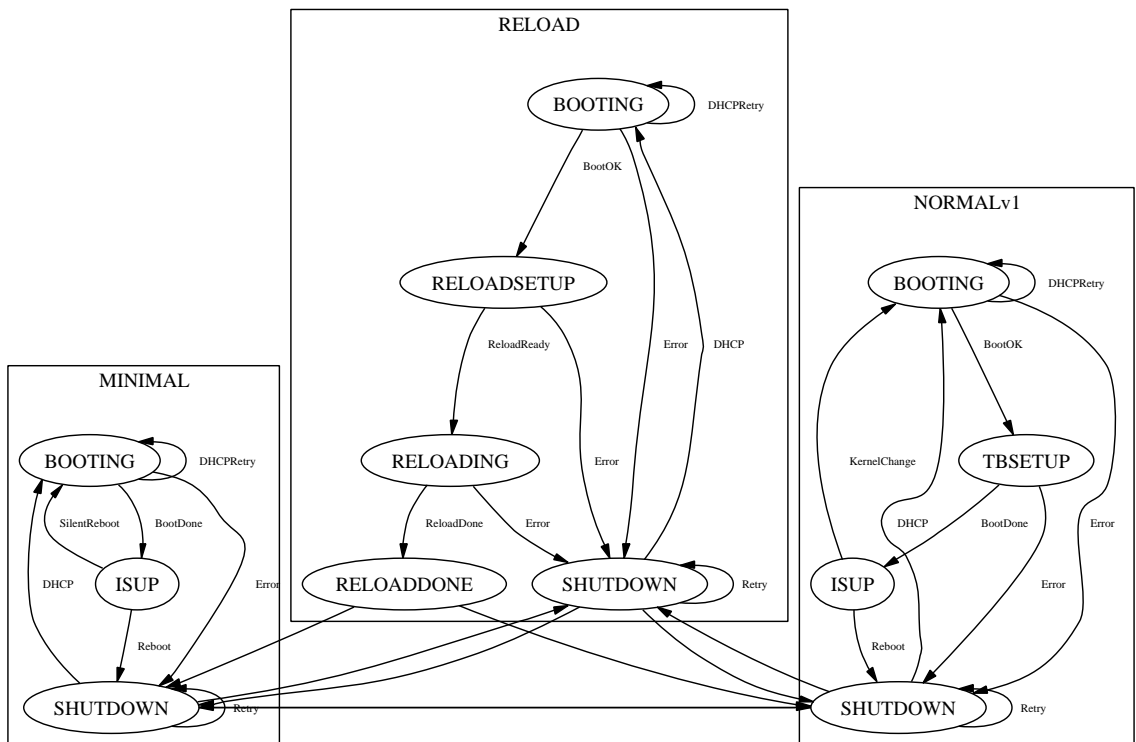 RELOAD
BOOTING
DHCPRetry
BootOK
NORMALv1
BOOTING
DHCPRetry
RELOADSETUP
ReloadReady
Error
DHCP
BootOK
MINIMAL
BOOTING
DHCPRetry
RELOADING
Error
KernelChange
TBSETUP
SilentReboot
BootDone
ReloadDone
Error
DHCP
BootDone
Error
DHCP
ISUP
Error
RELOADDONE
SHUTDOWN
Retry
ISUP
Error
Reboot
Reboot
SHUTDOWN
Retry
SHUTDOWN
Retry